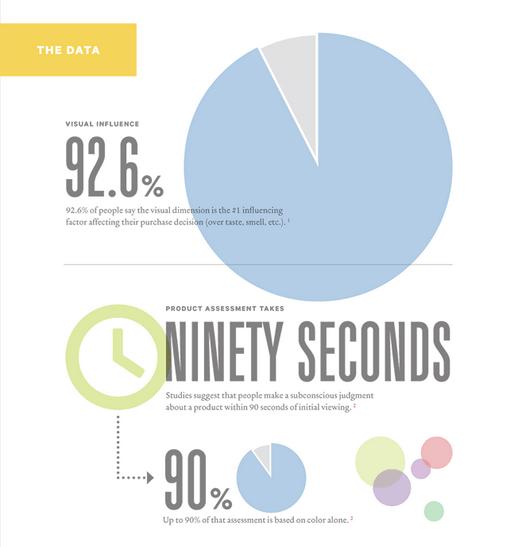 THE DATA
VISUAL INFLUENCE
92.6%
92.6% of people say the visual dimension is the #1 influencing
factor affecting their purchase decision (over taste, smell, etc.). 1
PRODUCT ASSESSMENT TAKES
NINETY SECONDS
Studies suggest that people make a subconscious judgment
about a product within 90 seconds of initial viewing. 2
90%
Up to 90% of that assessment is based on color alone. 2